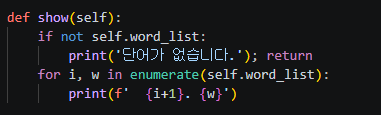 def show(self):
    if not self.word_list:
        print('단어가 없습니다.'); return
    for i, w in enumerate(self.word_list):
        print(f'  {i+1}. {w}')